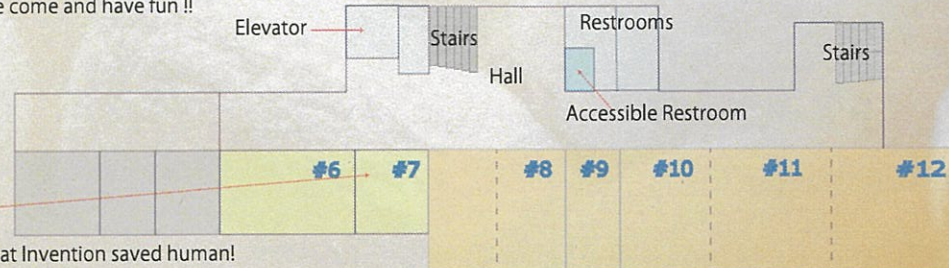 come and have fun !!
Elevator
Stairs
Restrooms
Stairs
Hall
Accessible Restroom
#6 #7 #8 #9 #10 #11 #12
at Invention saved human!